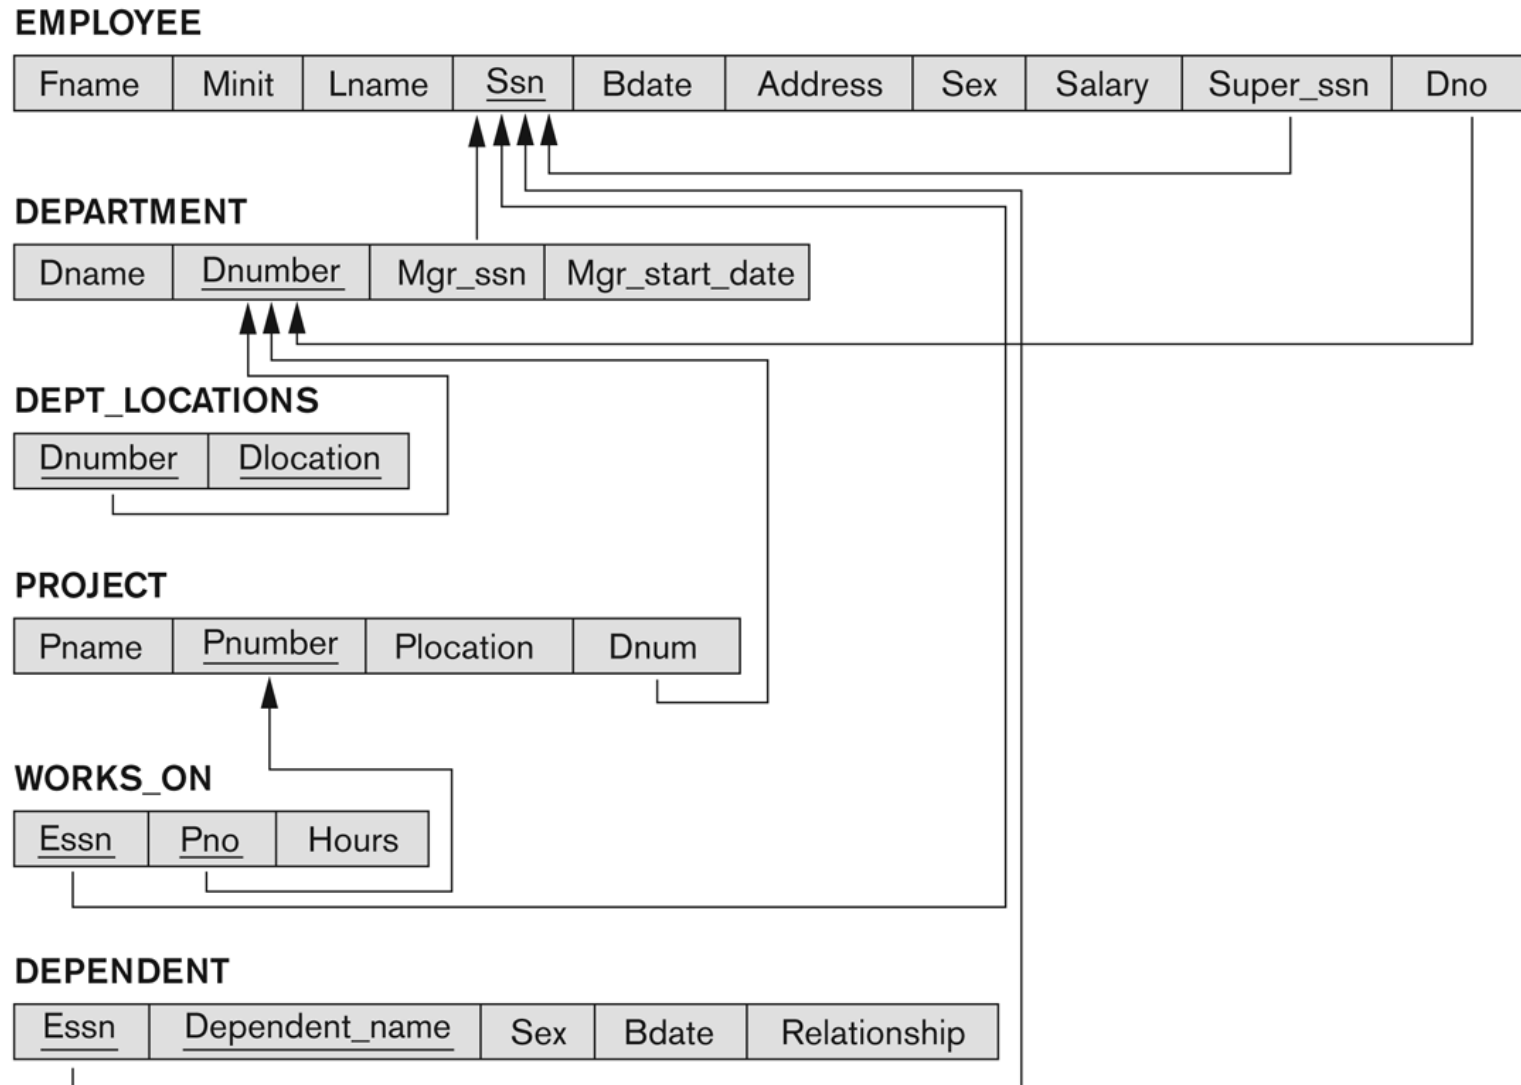 EMPLOYEE
Fname Minit Lname Ssn Bdate Address Sex Salary Super_ssn Dno
DEPARTMENT
Dname Dnumber Mgr_ssn Mgr_start_date
DEPT_LOCATIONS
Dnumber Dlocation
PROJECT
Pname Pnumber Plocation Dnum
WORKS_ON
Essn Pno Hours
DEPENDENT
Essn Dependent_name Sex Bdate Relationship